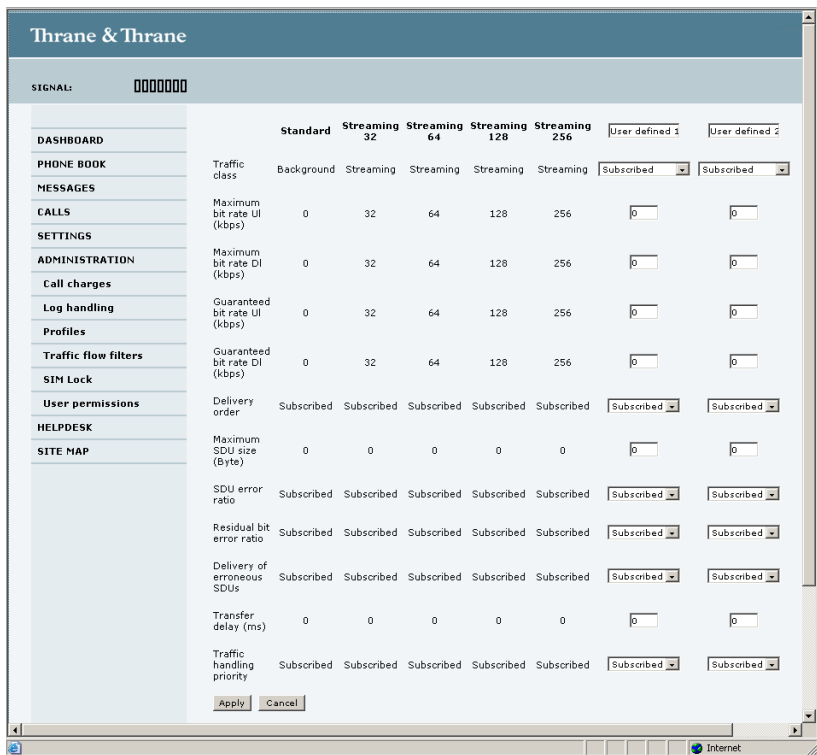 Thrane & Thrane
SIGNAL:
DASHBOARD
PHONE BOOK
MESSAGES
CALLS
SETTINGS
ADMINISTRATION
Call charges
Log handling
Profiles
Traffic flow filters
SIM Lock
User permissions
HELPDESK
SITE MAP
Standard Streaming 32 Streaming 64 Streaming 128 Streaming 256 User defined 1 User defined 2
Traffic class Background Streaming Streaming Streaming Streaming Subscribed Subscribed
Maximum bit rate Ul (kbps) 0 32 64 128 256 0 0
Maximum bit rate Dl (kbps) 0 32 64 128 256 0 0
Guaranteed bit rate Ul (kbps) 0 32 64 128 256 0 0
Guaranteed bit rate Dl (kbps) 0 32 64 128 256 0 0
Delivery order Subscribed Subscribed Subscribed Subscribed Subscribed Subscribed Subscribed
Maximum SDU size (Byte) 0 0 0 0 0 0 0
SDU error ratio Subscribed Subscribed Subscribed Subscribed Subscribed Subscribed Subscribed
Residual bit error ratio Subscribed Subscribed Subscribed Subscribed Subscribed Subscribed Subscribed
Delivery of erroneous SDUs Subscribed Subscribed Subscribed Subscribed Subscribed Subscribed Subscribed
Transfer delay (ms) 0 0 0 0 0 0 0
Traffic handling priority Subscribed Subscribed Subscribed Subscribed Subscribed Subscribed Subscribed
Apply Cancel
Internet